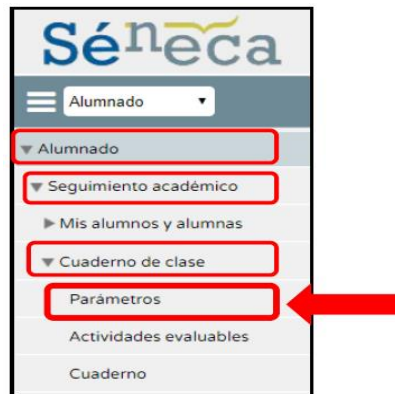 Séneca
Alumnado
Alumnado
Seguimiento académico
Mis alumnos y alumnas
Cuaderno de clase
Parámetros
Actividades evaluables
Cuaderno